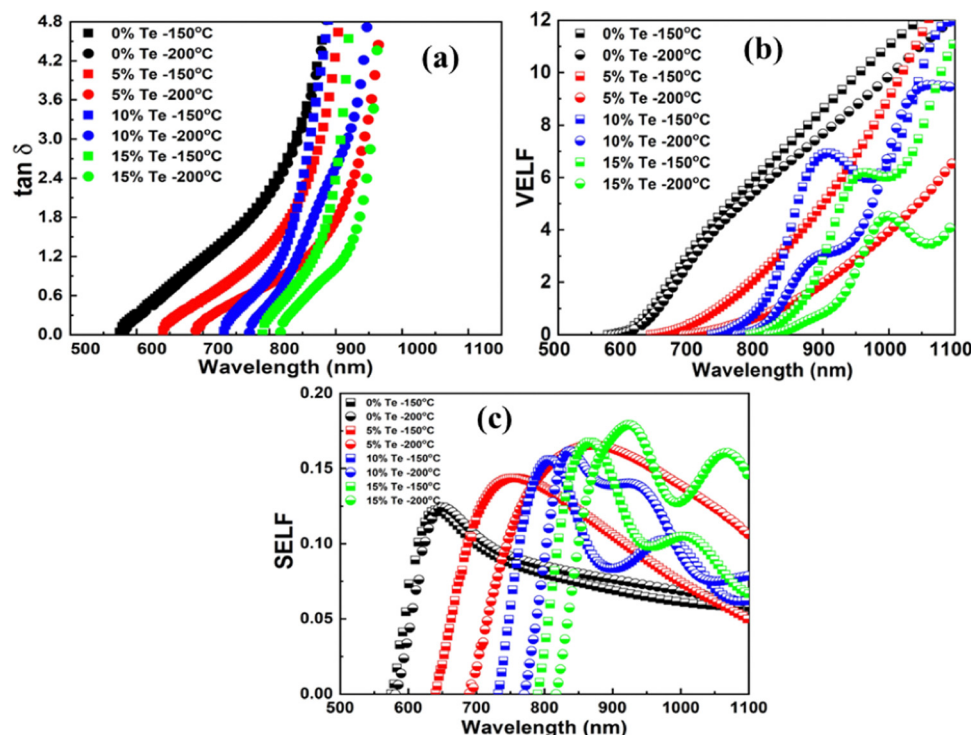 4.8
4.2
3.6
3.0
2.4
1.8
1.2
0.6
0.0
tan δ
0% Te -150°C
0% Te -200°C
5% Te -150°C
5% Te -200°C
10% Te -150°C
10% Te -200°C
15% Te -150°C
15% Te -200°C
(a)
500 600 700 800 900 1000 1100
Wavelength (nm)
12
10
8
6
4
2
0
VELF
0% Te -150°C
0% Te -200°C
5% Te -150°C
5% Te -200°C
10% Te -150°C
10% Te -200°C
15% Te -150°C
15% Te -200°C
(b)
500 600 700 800 900 1000 1100
Wavelength (nm)
0.20
0.15
0.10
0.05
0.00
SELF
0% Te -150°C
0% Te -200°C
5% Te -150°C
5% Te -200°C
10% Te -150°C
10% Te -200°C
15% Te -150°C
15% Te -200°C
(c)
500 600 700 800 900 1000 1100
Wavelength (nm)